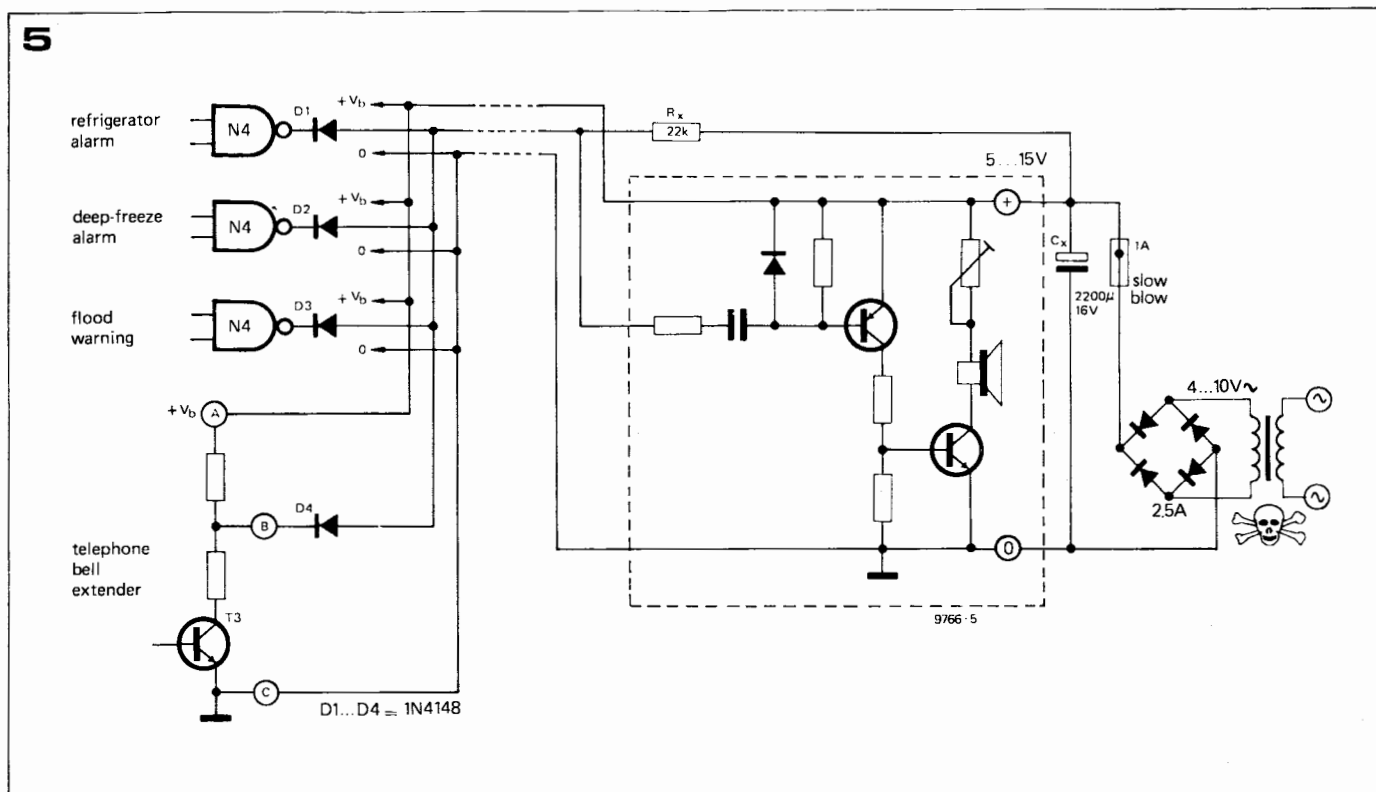 5
refrigerator
alarm
N4
D1
+ Vb
0
Rx
22k
5...15V
deep-freeze
alarm
N4
D2
+ Vb
0
+
Cx
2200µ
16V
1A
slow
blow
flood
warning
N4
D3
+ Vb
0
4...10V~
+ Vb
A
B
D4
2,5A
telephone
bell
extender
T3
0
9766 - 5
C
D1...D4 = 1N4148